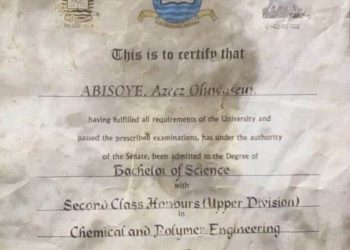 This is to certify that
ABISOYE, Azeez Oluwaseun
having fulfilled all requirements of the University and
passed the prescribed examinations, has under the authority
of the Senate, been admitted to the Degree of
Bachelor of Science
with
Second Class Honours (Upper Division)
in
Chemical and Polymer Engineering